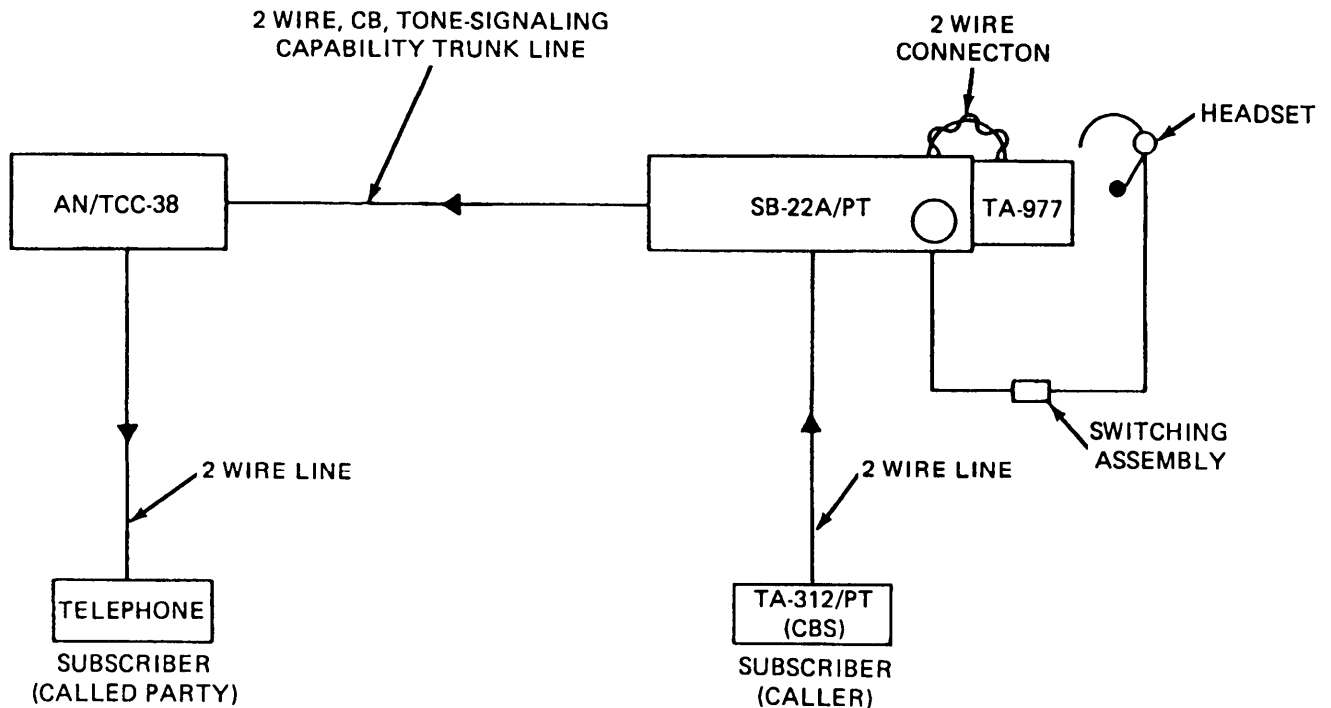 2 WIRE, CB, TONE-SIGNALING
CAPABILITY TRUNK LINE
2 WIRE
CONNECTON
HEADSET
AN/TCC-38
SB-22A/PT
TA-977
SWITCHING
ASSEMBLY
2 WIRE LINE
2 WIRE LINE
TELEPHONE
SUBSCRIBER
(CALLED PARTY)
TA-312/PT
(CBS)
SUBSCRIBER
(CALLER)